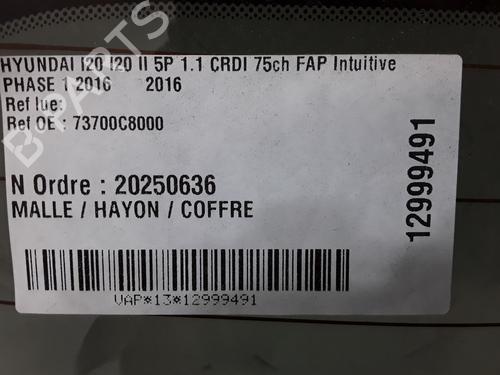 HYUNDAI I20 I20 II 5P 1.1 CRDI 75ch FAP Intuitive
PHASE 1 2016 2016
Ref lue:
Ref OE : 73700C8000
N Ordre : 20250636
MALLE / HAYON / COFFRE
VAP*13*12999491
12999491
B-PARTS